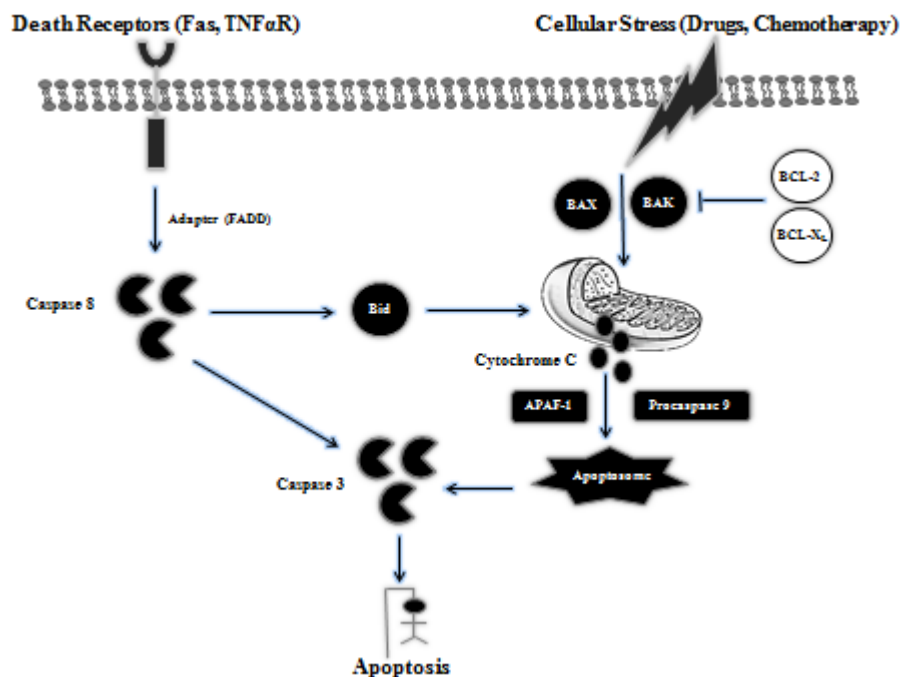 Death Receptors (Fas, TNFαR)
Cellular Stress (Drugs, Chemotherapy)
BCL-2
BAX
BAK
BCL-XL
Adapter (FADD)
Caspase 8
Bid
Cytochrome C
APAF-1
Procaspase 9
Apoptosome
Caspase 3
Apoptosis